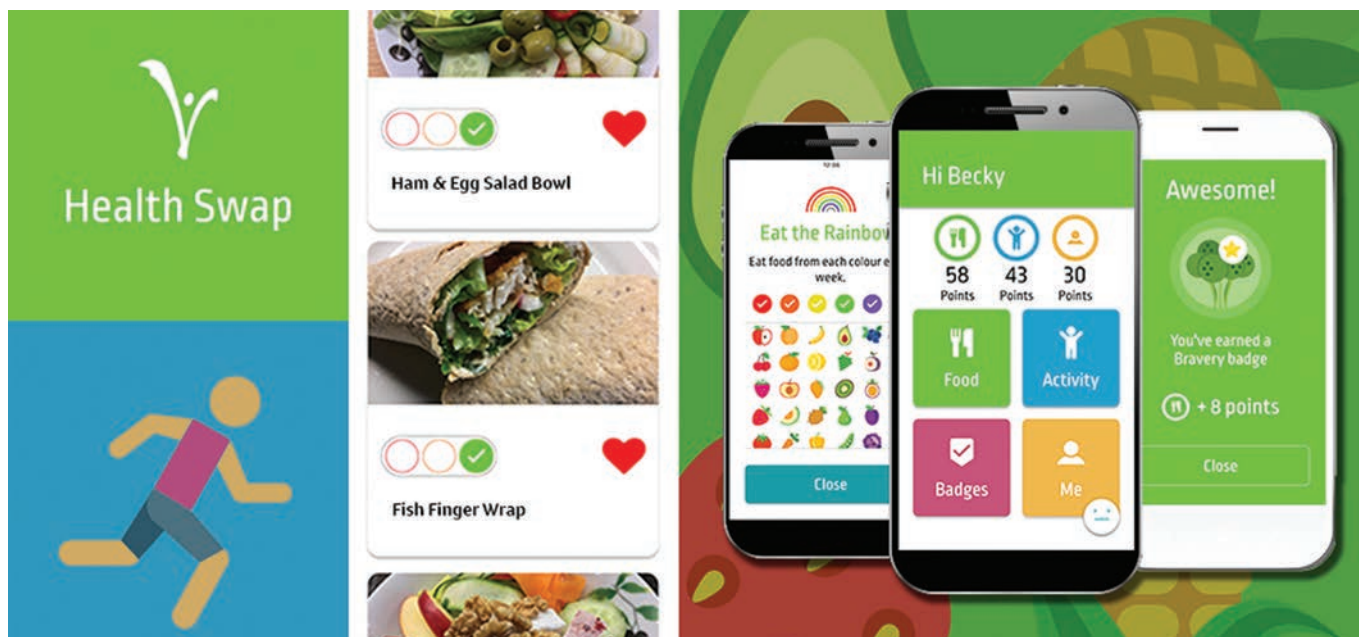 Health Swap
Ham & Egg Salad Bowl
Fish Finger Wrap
12:06
Eat the Rainbow
Eat food from each colour e
week.
Close
Hi Becky
58
43
30
Points
Points
Points
Food
Activity
Badges
Me
Awesome!
You've earned a
Bravery badge
+ 8 points
Close